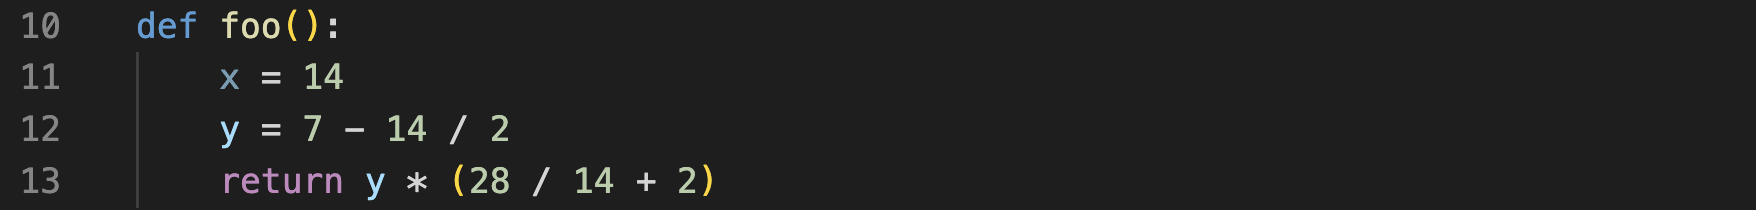 10 def foo():
11 x = 14
12 y = 7 - 14 / 2
13 return y * (28 / 14 + 2)